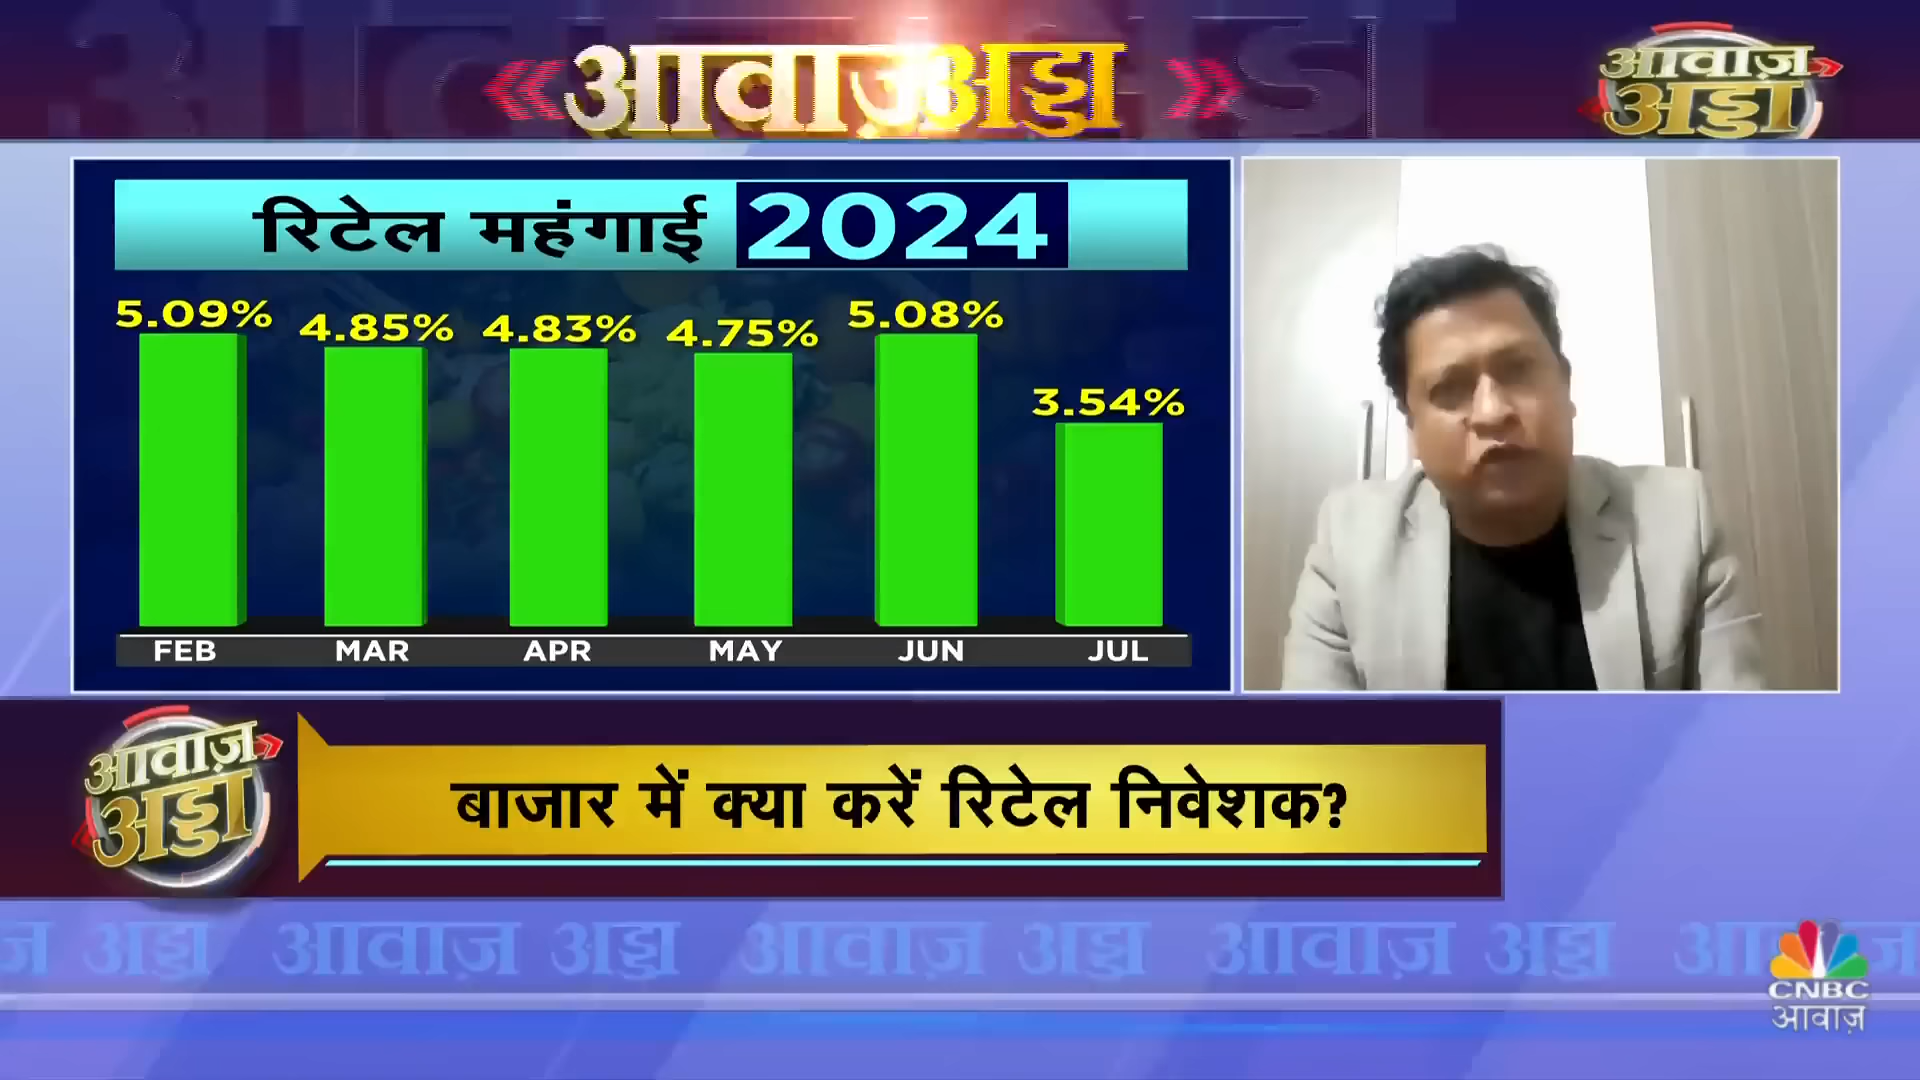 आवाज़ अड्डा
आवाज़
अड्डा
रिटेल महंगाई 2024
5.09% 4.85% 4.83% 4.75% 5.08% 3.54%
FEB MAR APR MAY JUN JUL
आवाज़
अड्डा
बाजार में क्या करें रिटेल निवेशक?
आवाज़ अड्डा आवाज़ अड्डा आवाज़ अड्डा
CNBC
आवाज़